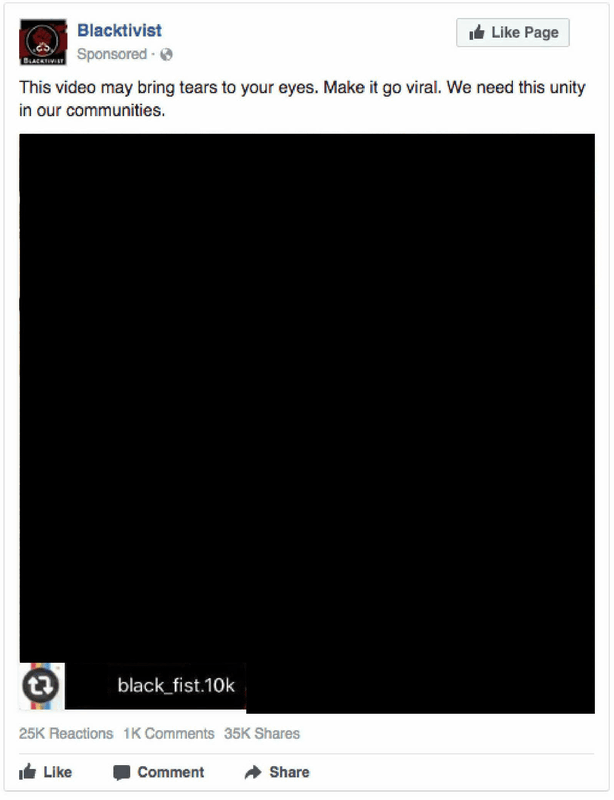 Blacktivist
Like Page
Sponsored ·
BLACKTIVIST
This video may bring tears to your eyes. Make it go viral. We need this unity
in our communities.
black_fist.10k
25K Reactions 1K Comments 35K Shares
Like Comment Share